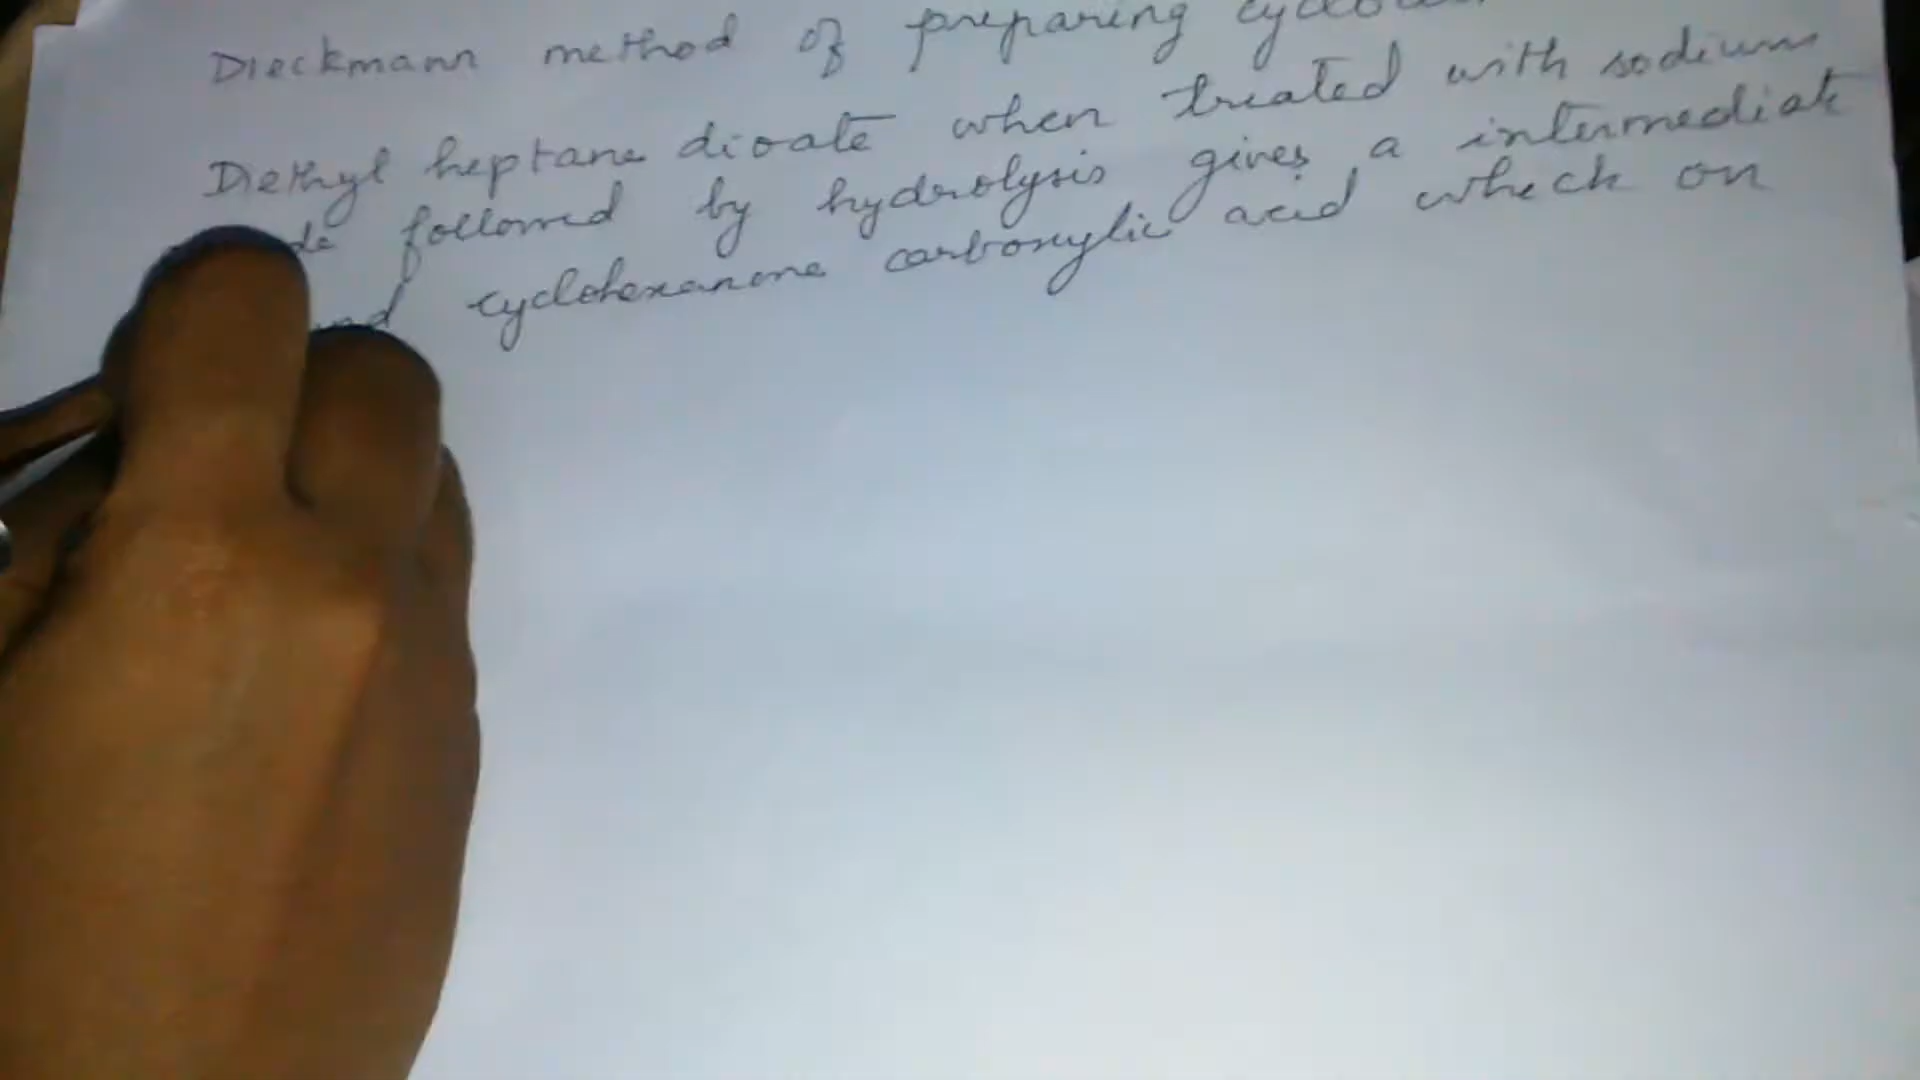 Dieckmann method of preparing
Diethyl heptane dioate when treated with sodium
followed by hydrolysis gives a intermediate
cyclohexanone carboxylic acid which on